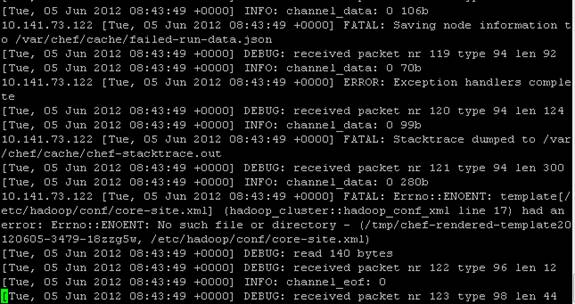 [Tue, 05 Jun 2012 08:43:49 +0000] INFO: channel_data: 0 106b
10.141.73.122 [Tue, 05 Jun 2012 08:43:49 +0000] FATAL: Saving node information t
o /var/chef/cache/failed-run-data.json
[Tue, 05 Jun 2012 08:43:49 +0000] DEBUG: received packet nr 119 type 94 len 92
[Tue, 05 Jun 2012 08:43:49 +0000] INFO: channel_data: 0 70b
10.141.73.122 [Tue, 05 Jun 2012 08:43:49 +0000] ERROR: Exception handlers comple
te
[Tue, 05 Jun 2012 08:43:49 +0000] DEBUG: received packet nr 120 type 94 len 124
[Tue, 05 Jun 2012 08:43:49 +0000] INFO: channel_data: 0 99b
10.141.73.122 [Tue, 05 Jun 2012 08:43:49 +0000] FATAL: Stacktrace dumped to /var
/chef/cache/chef-stacktrace.out
[Tue, 05 Jun 2012 08:43:49 +0000] DEBUG: received packet nr 121 type 94 len 300
[Tue, 05 Jun 2012 08:43:49 +0000] INFO: channel_data: 0 280b
10.141.73.122 [Tue, 05 Jun 2012 08:43:49 +0000] FATAL: Errno::ENOENT: template[/
etc/hadoop/conf/core-site.xml] (hadoop_cluster::hadoop_conf_xml line 17) had an
error: Errno::ENOENT: No such file or directory - (/tmp/chef-rendered-template20
120605-3479-18zzg5w, /etc/hadoop/conf/core-site.xml)
[Tue, 05 Jun 2012 08:43:49 +0000] DEBUG: read 140 bytes
[Tue, 05 Jun 2012 08:43:49 +0000] DEBUG: received packet nr 122 type 96 len 12
[Tue, 05 Jun 2012 08:43:49 +0000] INFO: channel_eof: 0
[Tue, 05 Jun 2012 08:43:49 +0000] DEBUG: received packet nr 123 type 98 len 44